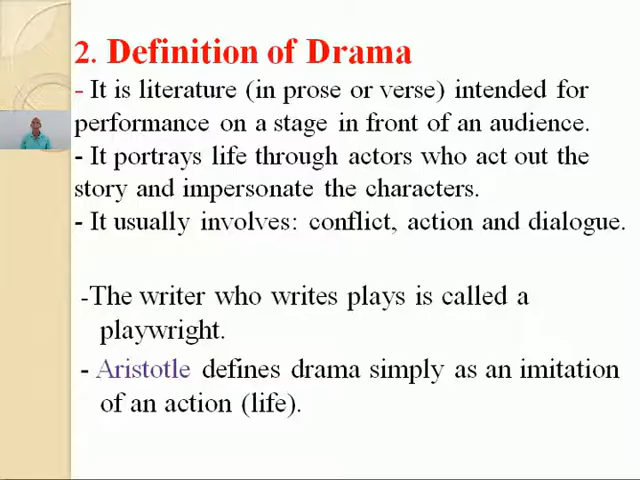 2. Definition of Drama
- It is literature (in prose or verse) intended for
performance on a stage in front of an audience.
- It portrays life through actors who act out the
story and impersonate the characters.
- It usually involves: conflict, action and dialogue.
-The writer who writes plays is called a
playwright.
- Aristotle defines drama simply as an imitation
of an action (life).